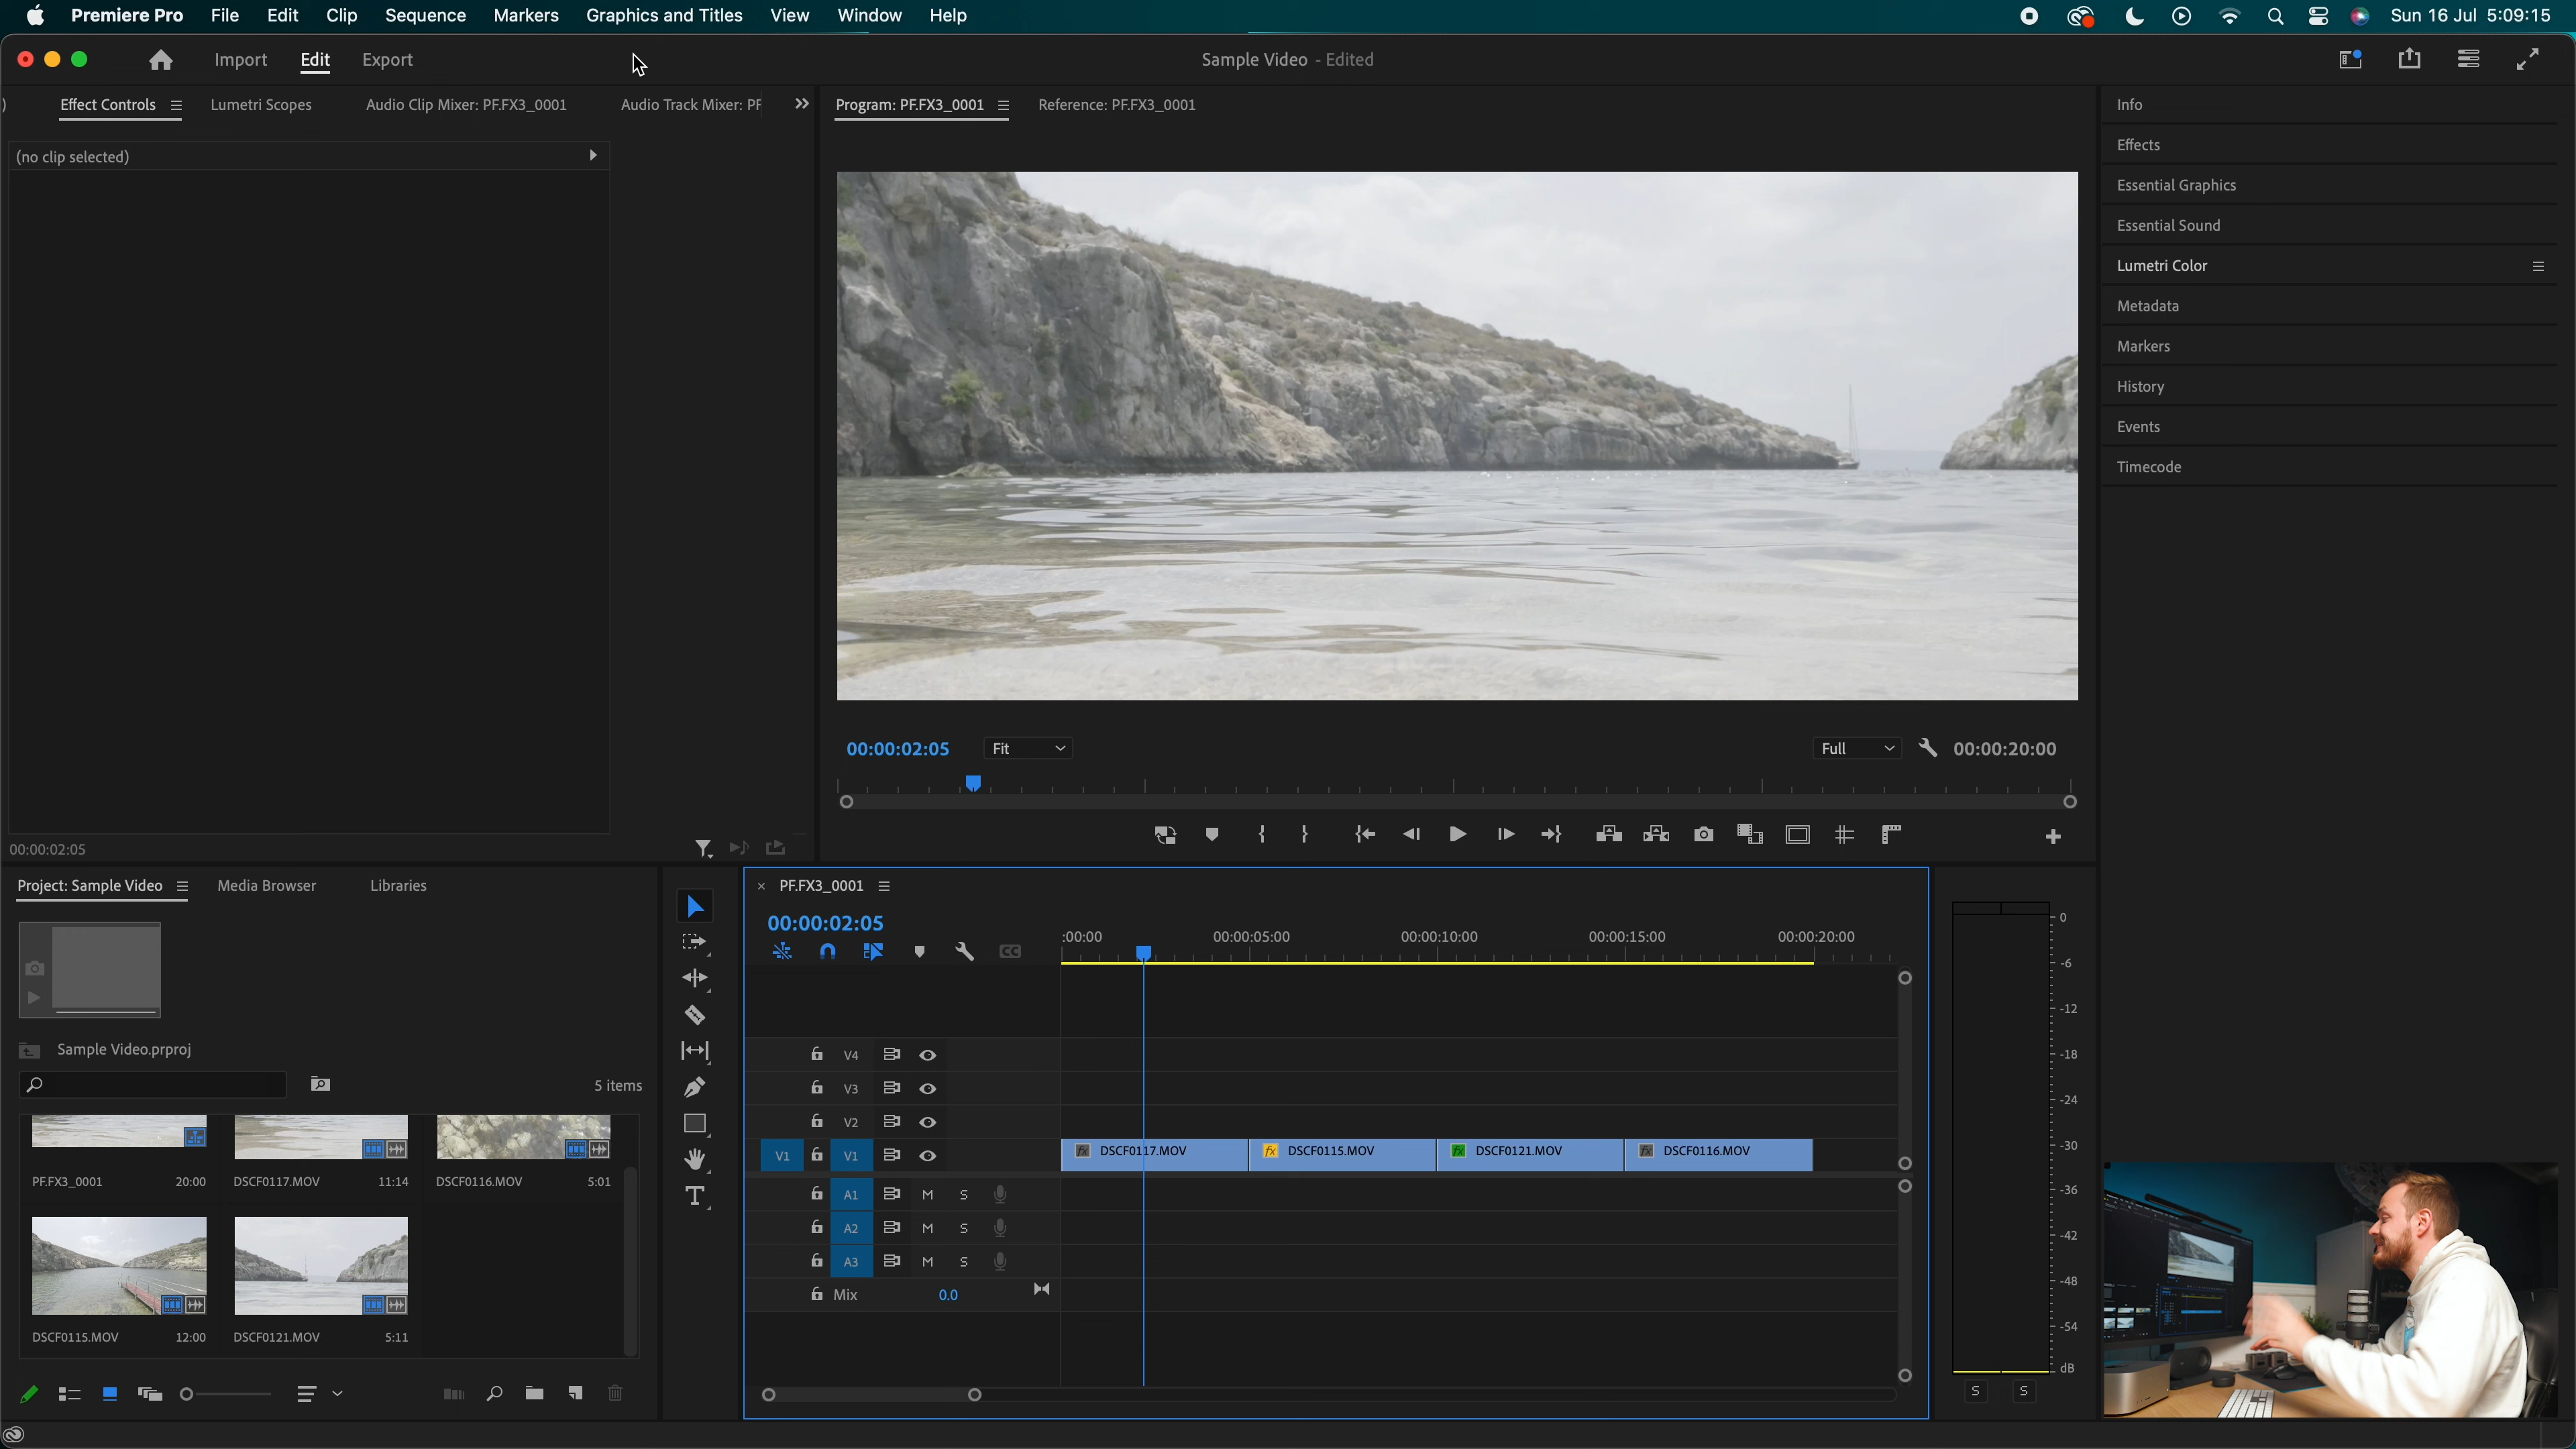 Premiere Pro File Edit Clip Sequence Markers Graphics and Titles View Window Help Sun 16 Jul 5:09:15
Import Edit Export Sample Video - Edited
Effect Controls Lumetri Scopes Audio Clip Mixer: PF.FX3_0001 Audio Track Mixer: PF
(no clip selected)
00:00:02:05
Program: PF.FX3_0001 Reference: PF.FX3_0001
00:00:02:05 Fit Full 00:00:20:00
Info
Effects
Essential Graphics
Essential Sound
Lumetri Color
Metadata
Markers
History
Events
Timecode
Project: Sample Video Media Browser Libraries
Sample Video.prproj
5 items
PF.FX3_0001 20:00 DSCF0117.MOV 11:14 DSCF0116.MOV 5:01
DSCF0115.MOV 12:00 DSCF0121.MOV 5:11
× PF.FX3_0001
00:00:02:05
:00:00 00:00:05:00 00:00:10:00 00:00:15:00 00:00:20:00
CC
V4
V3
V2
V1 V1 fx DSCF0117.MOV fx DSCF0115.MOV fx DSCF0121.MOV fx DSCF0116.MOV
A1 M S
A2 M S
A3 M S
Mix 0.0
0
-6
-12
-18
-24
-30
-36
-42
-48
-54
dB
S S